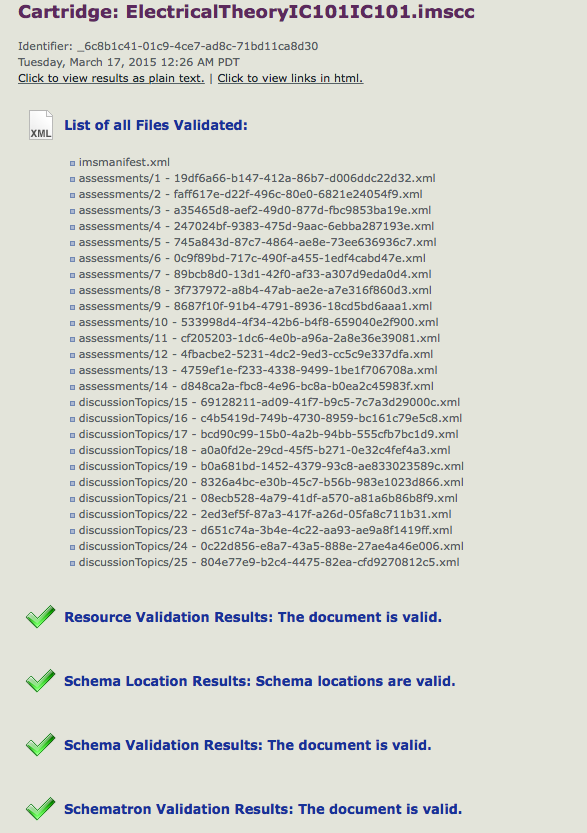 Cartridge: ElectricalTheoryIC101IC101.imscc
Identifier: _6c8b1c41-01c9-4ce7-ad8c-71bd11ca8d30
Tuesday, March 17, 2015 12:26 AM PDT
Click to view results as plain text. | Click to view links in html.
XML
List of all Files Validated:
imsmanifest.xml
assessments/1 - 19df6a66-b147-412a-86b7-d006ddc22d32.xml
assessments/2 - faff617e-d22f-496c-80e0-6821e24054f9.xml
assessments/3 - a35465d8-aef2-49d0-877d-fbc9853ba19e.xml
assessments/4 - 247024bf-9383-475d-9aac-6ebba287193e.xml
assessments/5 - 745a843d-87c7-4864-ae8e-73ee636936c7.xml
assessments/6 - 0c9f89bd-717c-490f-a455-1edf4cabd47e.xml
assessments/7 - 89bcb8d0-13d1-42f0-af33-a307d9eda0d4.xml
assessments/8 - 3f737972-a8b4-47ab-ae2e-a7e316f860d3.xml
assessments/9 - 8687f10f-91b4-4791-8936-18cd5bd6aaa1.xml
assessments/10 - 533998d4-4f34-42b6-b4f8-659040e2f900.xml
assessments/11 - cf205203-1dc6-4e0b-a96a-2a8e36e39081.xml
assessments/12 - 4fbacbe2-5231-4dc2-9ed3-cc5c9e337dfa.xml
assessments/13 - 4759ef1e-f233-4338-9499-1be1f706708a.xml
assessments/14 - d848ca2a-fbc8-4e96-bc8a-b0ea2c45983f.xml
discussionTopics/15 - 69128211-ad09-41f7-b9c5-7c7a3d29000c.xml
discussionTopics/16 - c4b5419d-749b-4730-8959-bc161c79e5c8.xml
discussionTopics/17 - bcd90c99-15b0-4a2b-94bb-555cfb7bc1d9.xml
discussionTopics/18 - a0a0fd2e-29cd-45f5-b271-0e32c4fef4a3.xml
discussionTopics/19 - b0a681bd-1452-4379-93c8-ae833023589c.xml
discussionTopics/20 - 8326a4bc-e30b-45c7-b56b-983e1023d866.xml
discussionTopics/21 - 08ecb528-4a79-41df-a570-a81a6b86b8f9.xml
discussionTopics/22 - 2ed3ef5f-87a3-417f-a26d-05fa8c711b31.xml
discussionTopics/23 - d651c74a-3b4e-4c22-aa93-ae9a8f1419ff.xml
discussionTopics/24 - 0c22d856-e8a7-43a5-888e-27ae4a46e006.xml
discussionTopics/25 - 804e77e9-b2c4-4475-82ea-cfd9270812c5.xml
Resource Validation Results: The document is valid.
Schema Location Results: Schema locations are valid.
Schema Validation Results: The document is valid.
Schematron Validation Results: The document is valid.